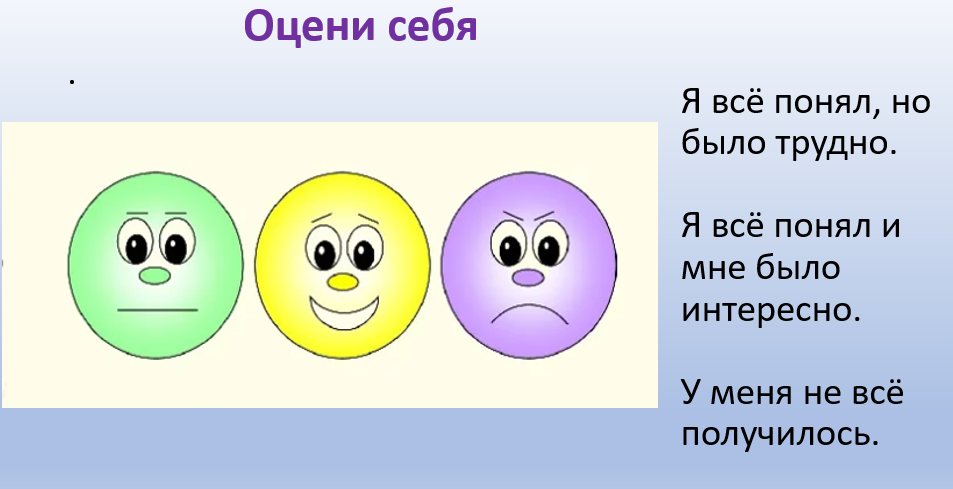 Оцени себя
.
Я всё понял, но
было трудно.
Я всё понял и
мне было
интересно.
У меня не всё
получилось.